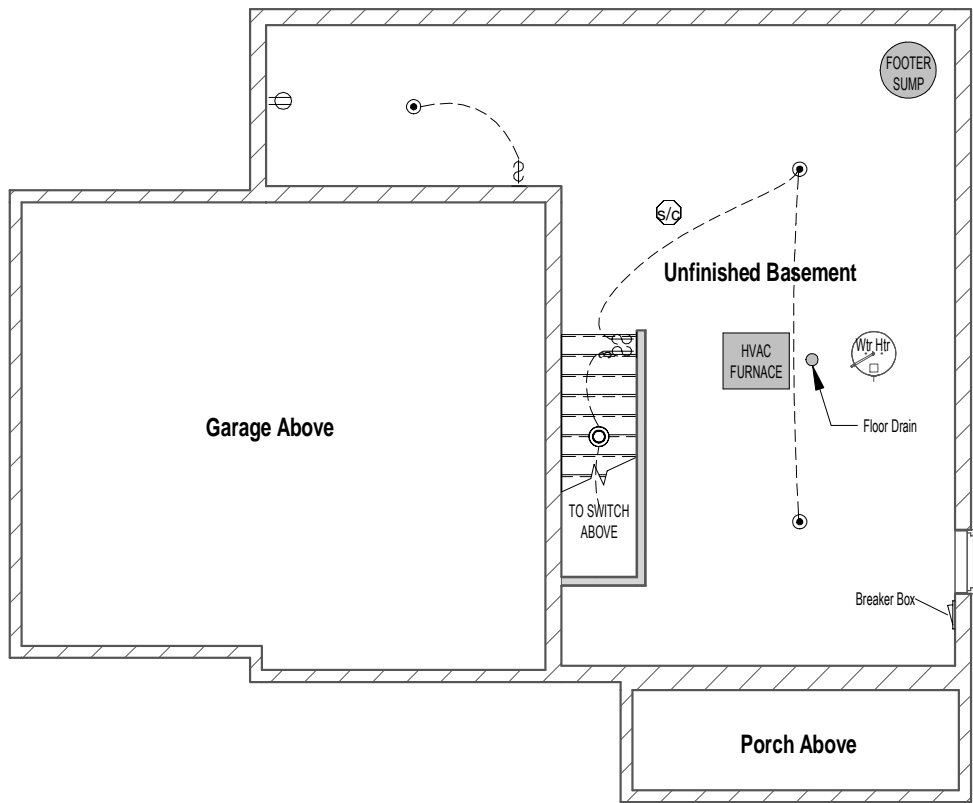 FOOTER
SUMP
s/c
Unfinished Basement
HVAC
FURNACE
Wtr Htr
Floor Drain
Garage Above
TO SWITCH
ABOVE
Breaker Box
Porch Above